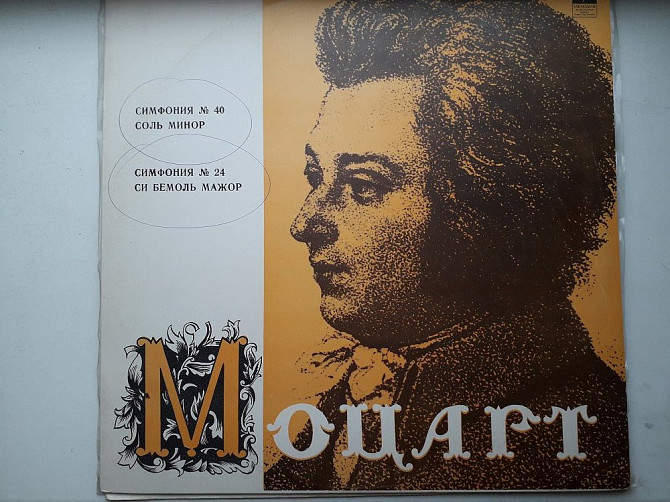 СИМФОНИЯ № 40
СОЛЬ МИНОР
СИМФОНИЯ № 24
СИ БЕМОЛЬ МАЖОР
МОЦАРТ